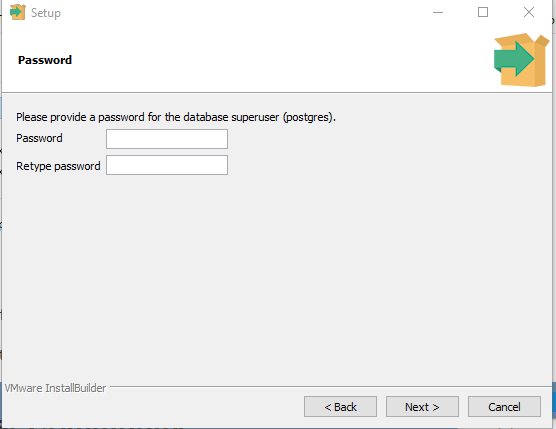 Setup
Password
Please provide a password for the database superuser (postgres).
Password
Retype password
VMware InstallBuilder
< Back
Next >
Cancel